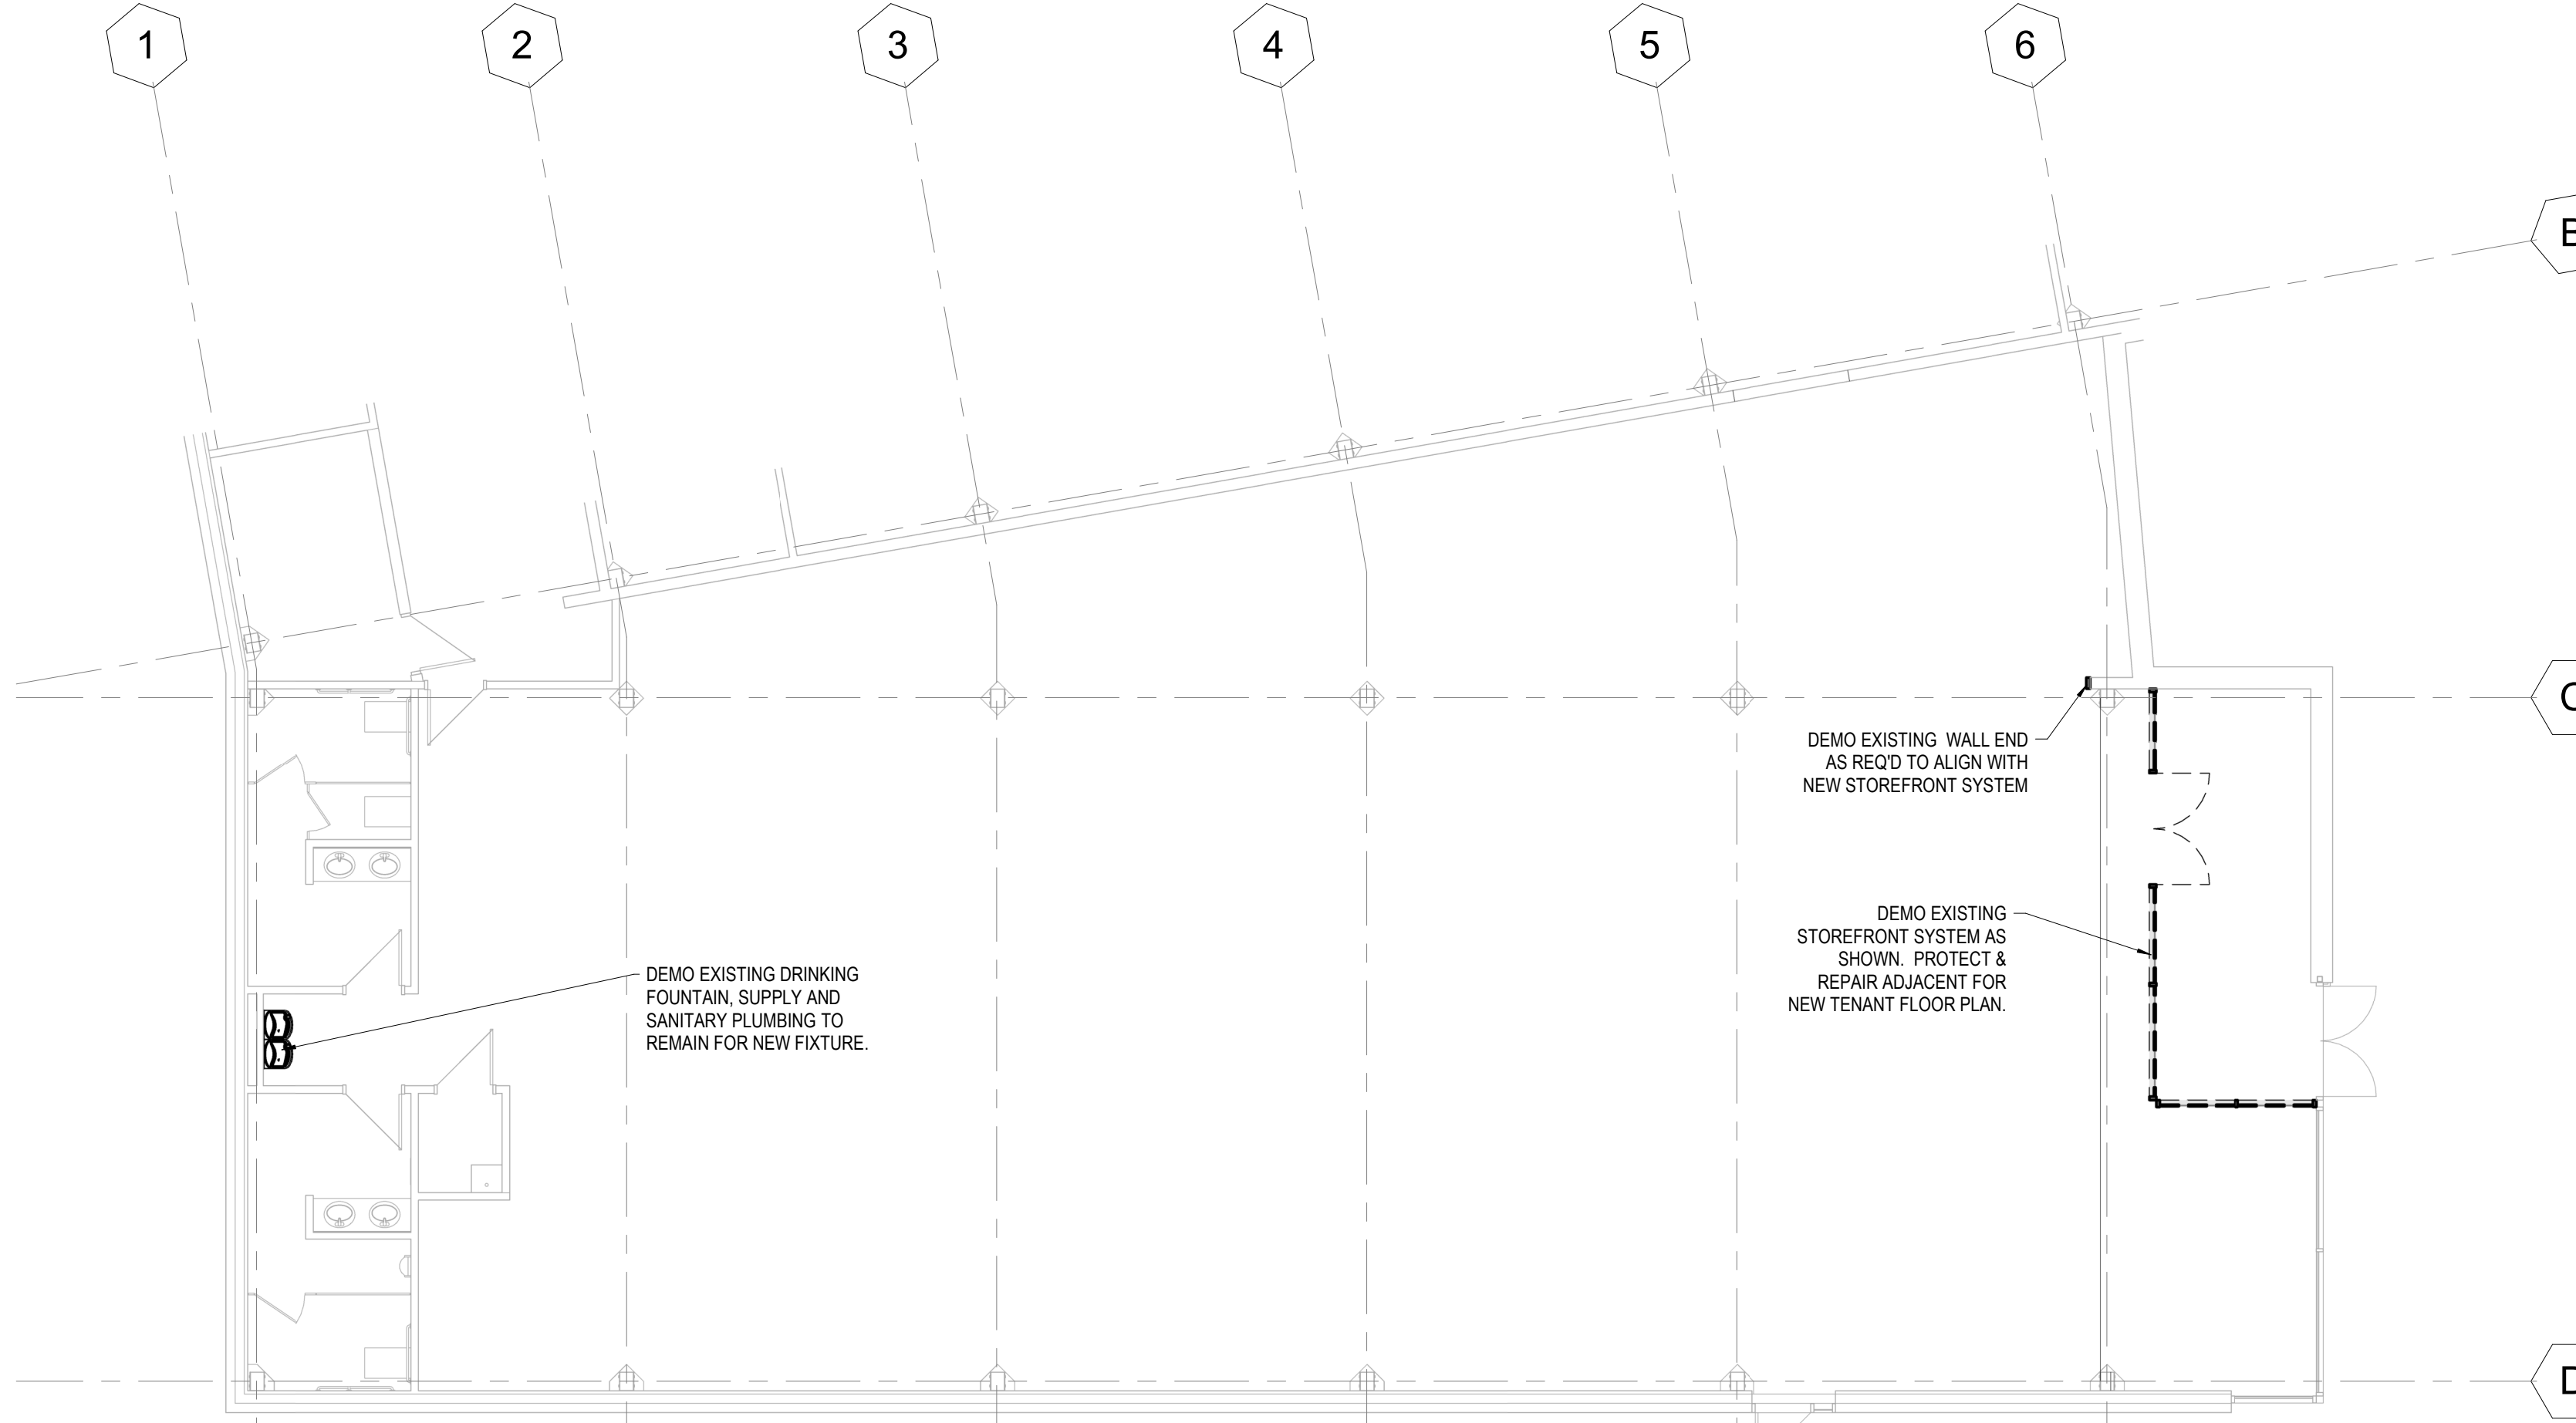 1
2
3
4
5
6
B
C
DEMO EXISTING WALL END
AS REQ'D TO ALIGN WITH
NEW STOREFRONT SYSTEM
DEMO EXISTING
STOREFRONT SYSTEM AS
SHOWN. PROTECT &
REPAIR ADJACENT FOR
NEW TENANT FLOOR PLAN.
DEMO EXISTING DRINKING
FOUNTAIN, SUPPLY AND
SANITARY PLUMBING TO
REMAIN FOR NEW FIXTURE.
D